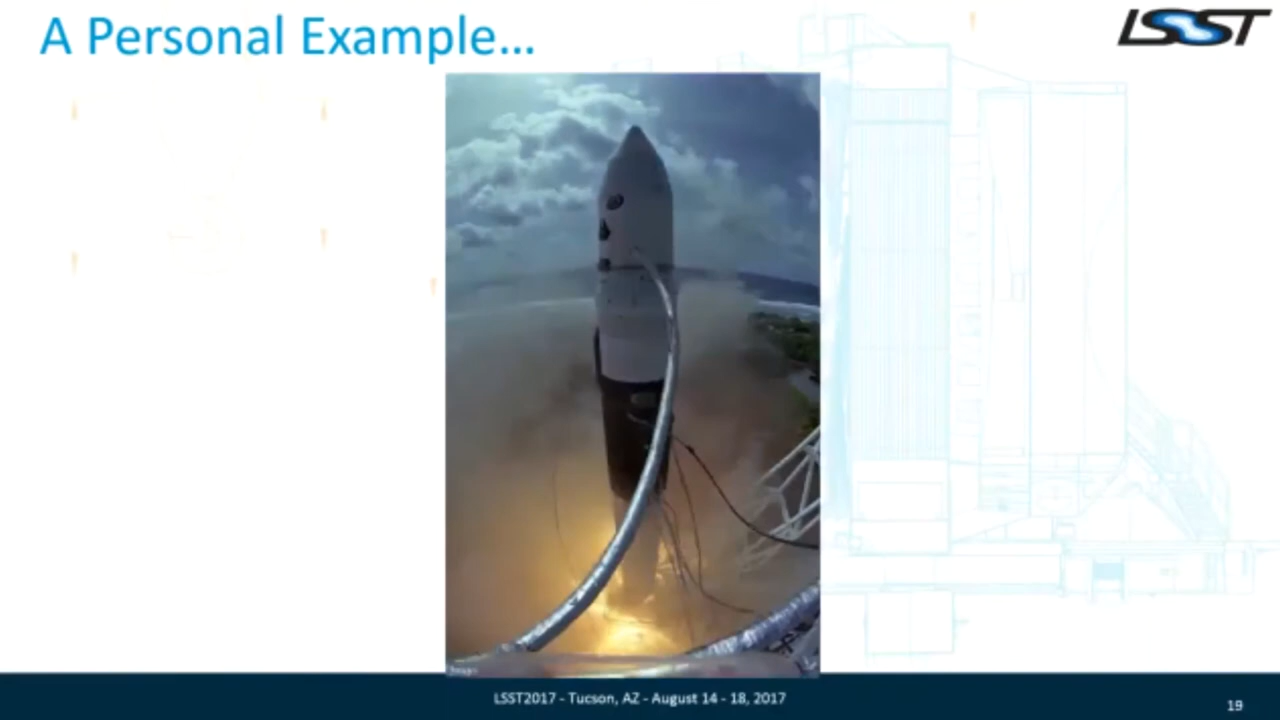 A Personal Example...
LSST
LSST2017 - Tucson, AZ - August 14 - 18, 2017
19